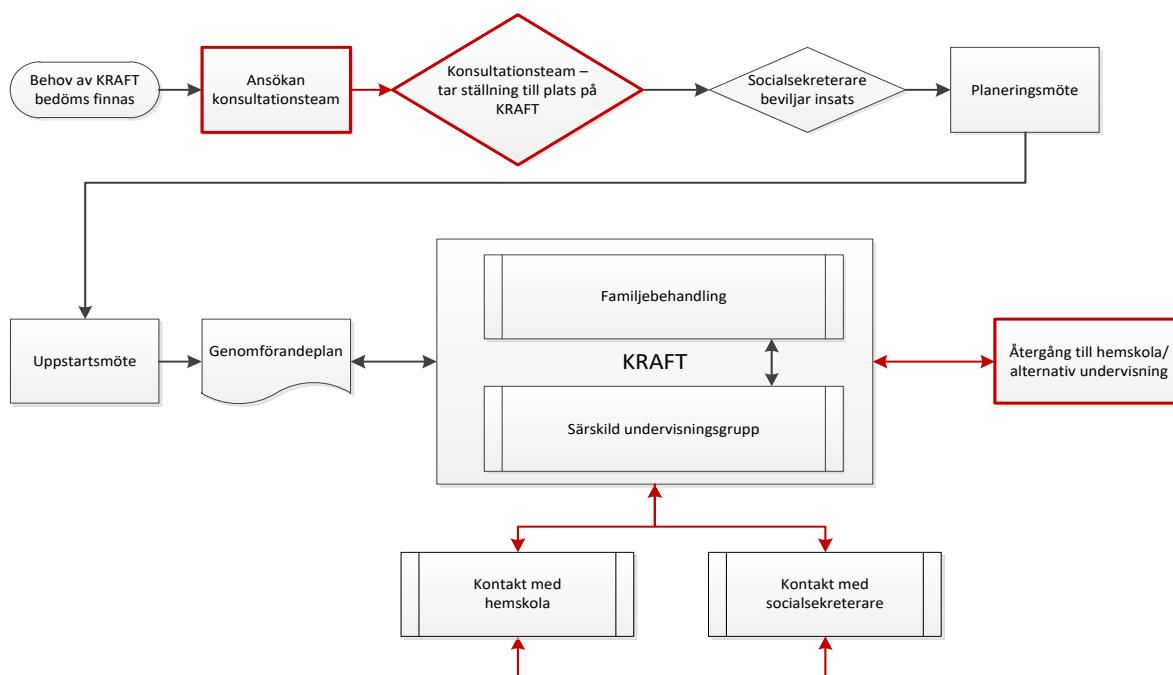 Behov av KRAFT
bedöms finnas
Ansökan
konsultationsteam
Konsultationsteam –
tar ställning till plats på
KRAFT
Socialsekreterare
beviljar insats
Planeringsmöte
Uppstartsmöte
Genomförandeplan
Familjebehandling
KRAFT
Särskild undervisningsgrupp
Återgång till hemskola/
alternativ undervisning
Kontakt med
hemskola
Kontakt med
socialsekreterare